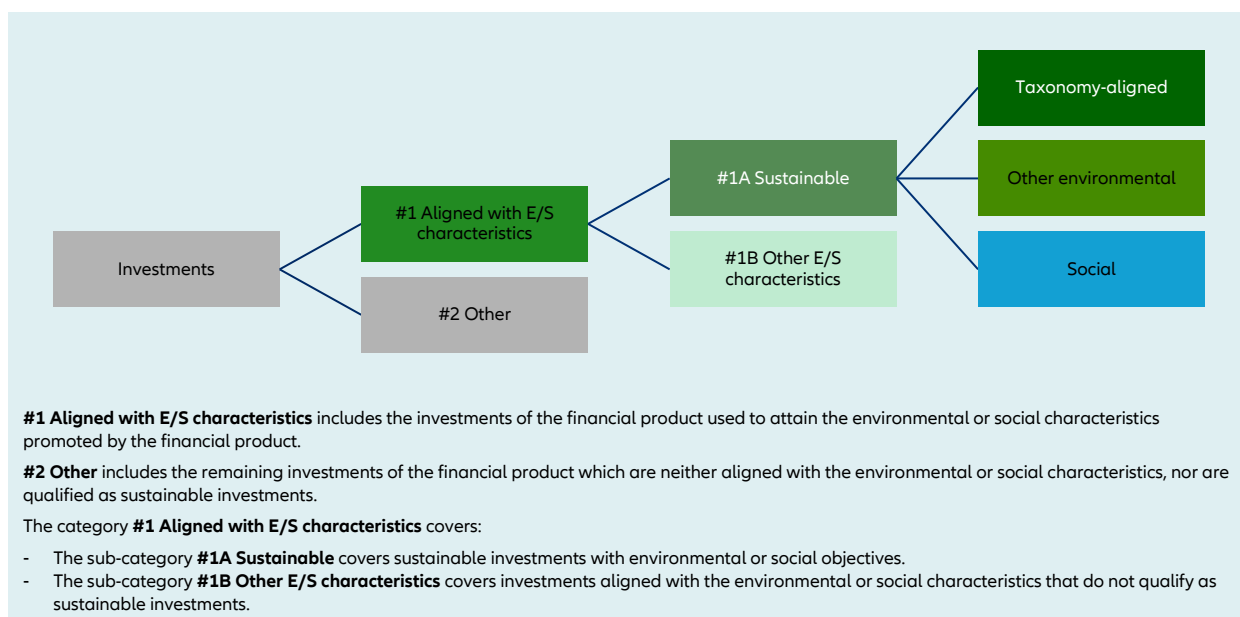 Taxonomy-aligned
#1A Sustainable
Other environmental
#1 Aligned with E/S
characteristics
#1B Other E/S
characteristics
Investments
Social
#2 Other
#1 Aligned with E/S characteristics includes the investments of the financial product used to attain the environmental or social characteristics
promoted by the financial product.
#2 Other includes the remaining investments of the financial product which are neither aligned with the environmental or social characteristics, nor are
qualified as sustainable investments.
The category #1 Aligned with E/S characteristics covers:
- The sub-category #1A Sustainable covers sustainable investments with environmental or social objectives.
- The sub-category #1B Other E/S characteristics covers investments aligned with the environmental or social characteristics that do not qualify as
sustainable investments.